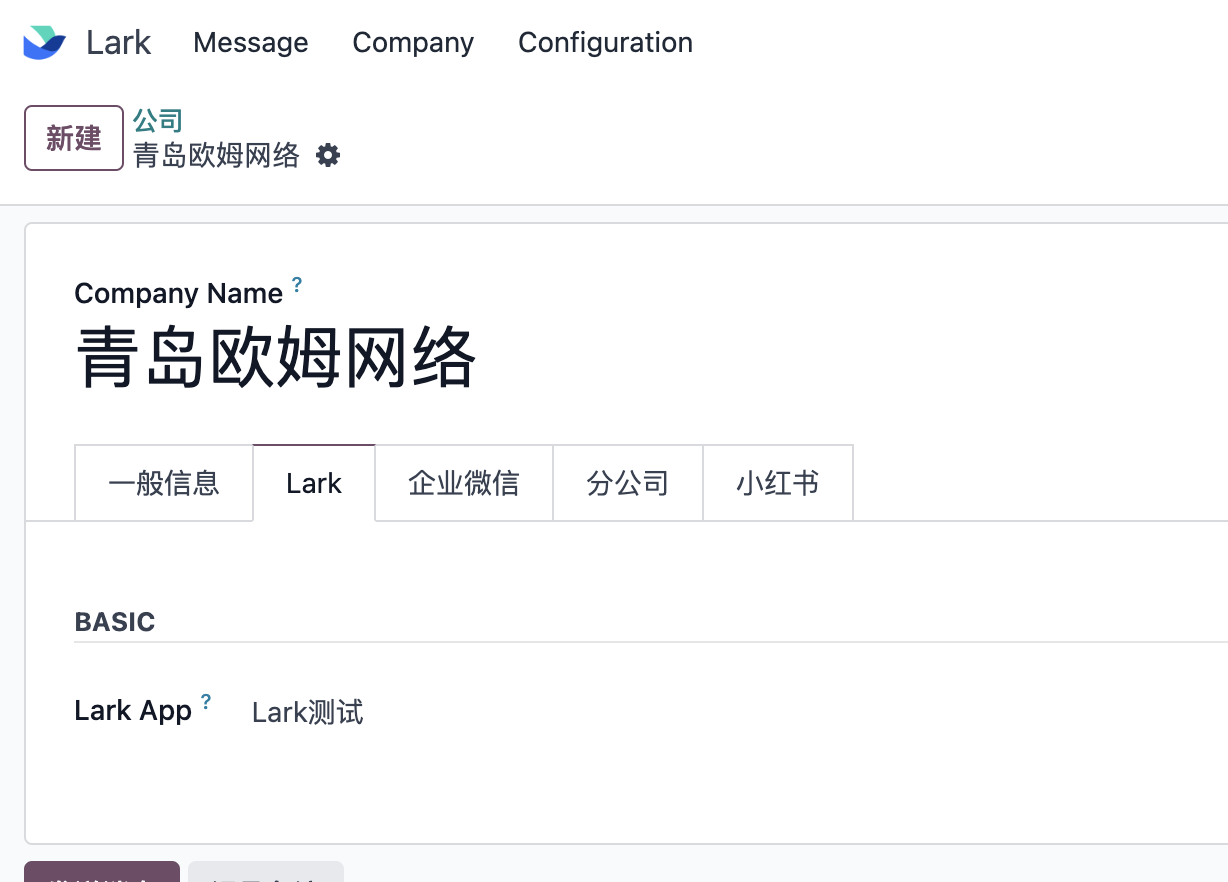 Lark Message Company Configuration
新建
公司
青岛欧姆网络
Company Name ?
青岛欧姆网络
一般信息 Lark 企业微信 分公司 小红书
BASIC
Lark App ? Lark测试